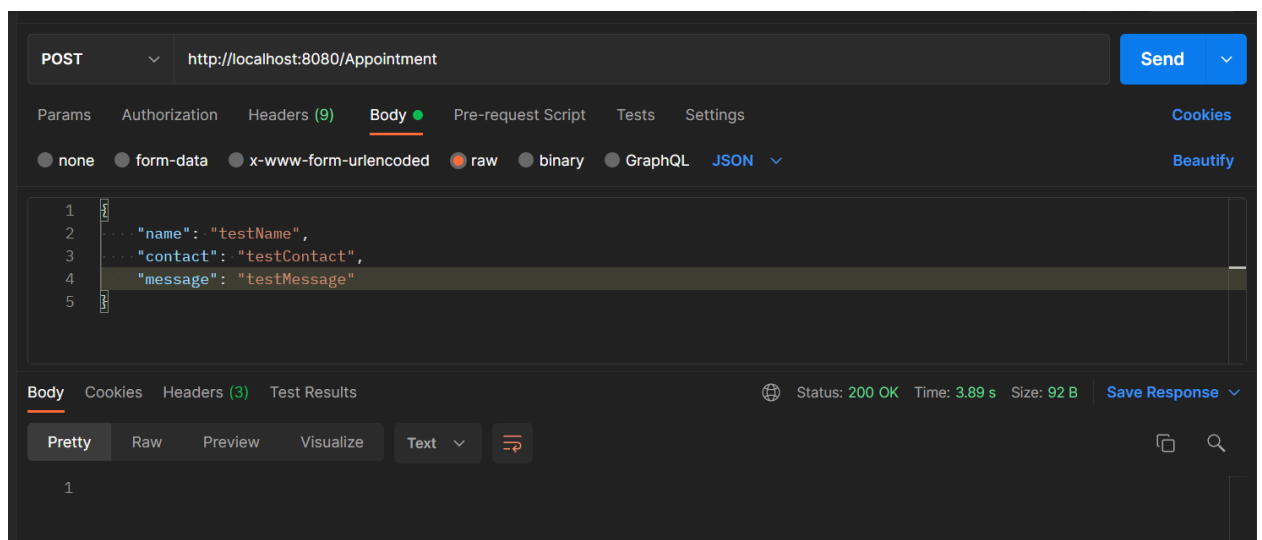 POST http://localhost:8080/Appointment Send
Params Authorization Headers (9) Body Pre-request Script Tests Settings Cookies
none form-data x-www-form-urlencoded raw binary GraphQL JSON Beautify
1 {
2 "name": "testName",
3 "contact": "testContact",
4 "message": "testMessage"
5 }
Body Cookies Headers (3) Test Results Status: 200 OK Time: 3.89 s Size: 92 B Save Response
Pretty Raw Preview Visualize Text
1